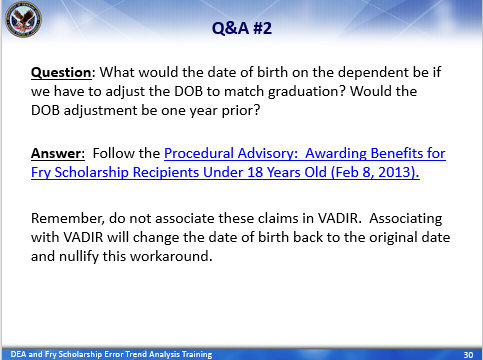 Q&A #2
Question: What would the date of birth on the dependent be if
we have to adjust the DOB to match graduation? Would the
DOB adjustment be one year prior?
Answer:  Follow the Procedural Advisory:  Awarding Benefits for
Fry Scholarship Recipients Under 18 Years Old (Feb 8, 2013).
Remember, do not associate these claims in VADIR.  Associating
with VADIR will change the date of birth back to the original date
and nullify this workaround.
DEA and Fry Scholarship Error Trend Analysis Training
30